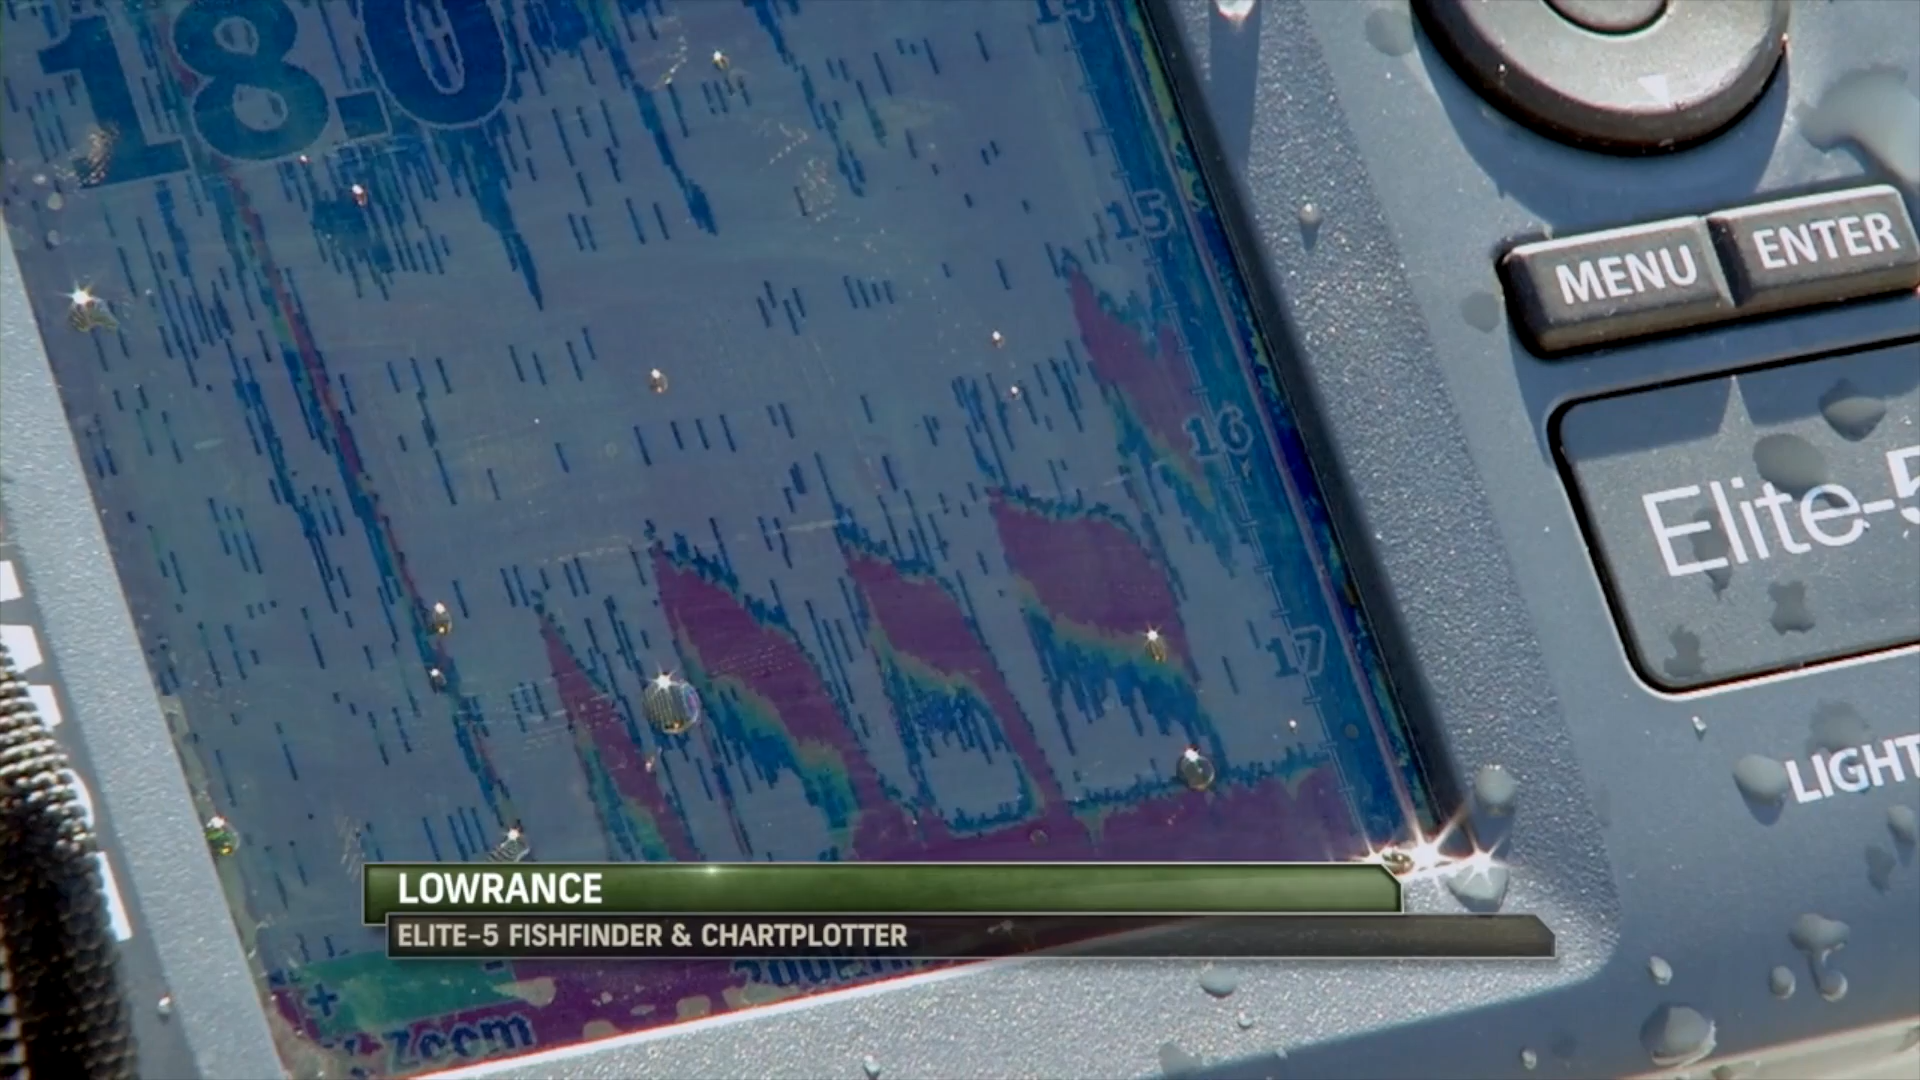 18.0
15
16
17
MENU
ENTER
Elite-5
LIGHT
LOWRANCE
ELITE-5 FISHFINDER & CHARTPLOTTER
+
-
Zoom